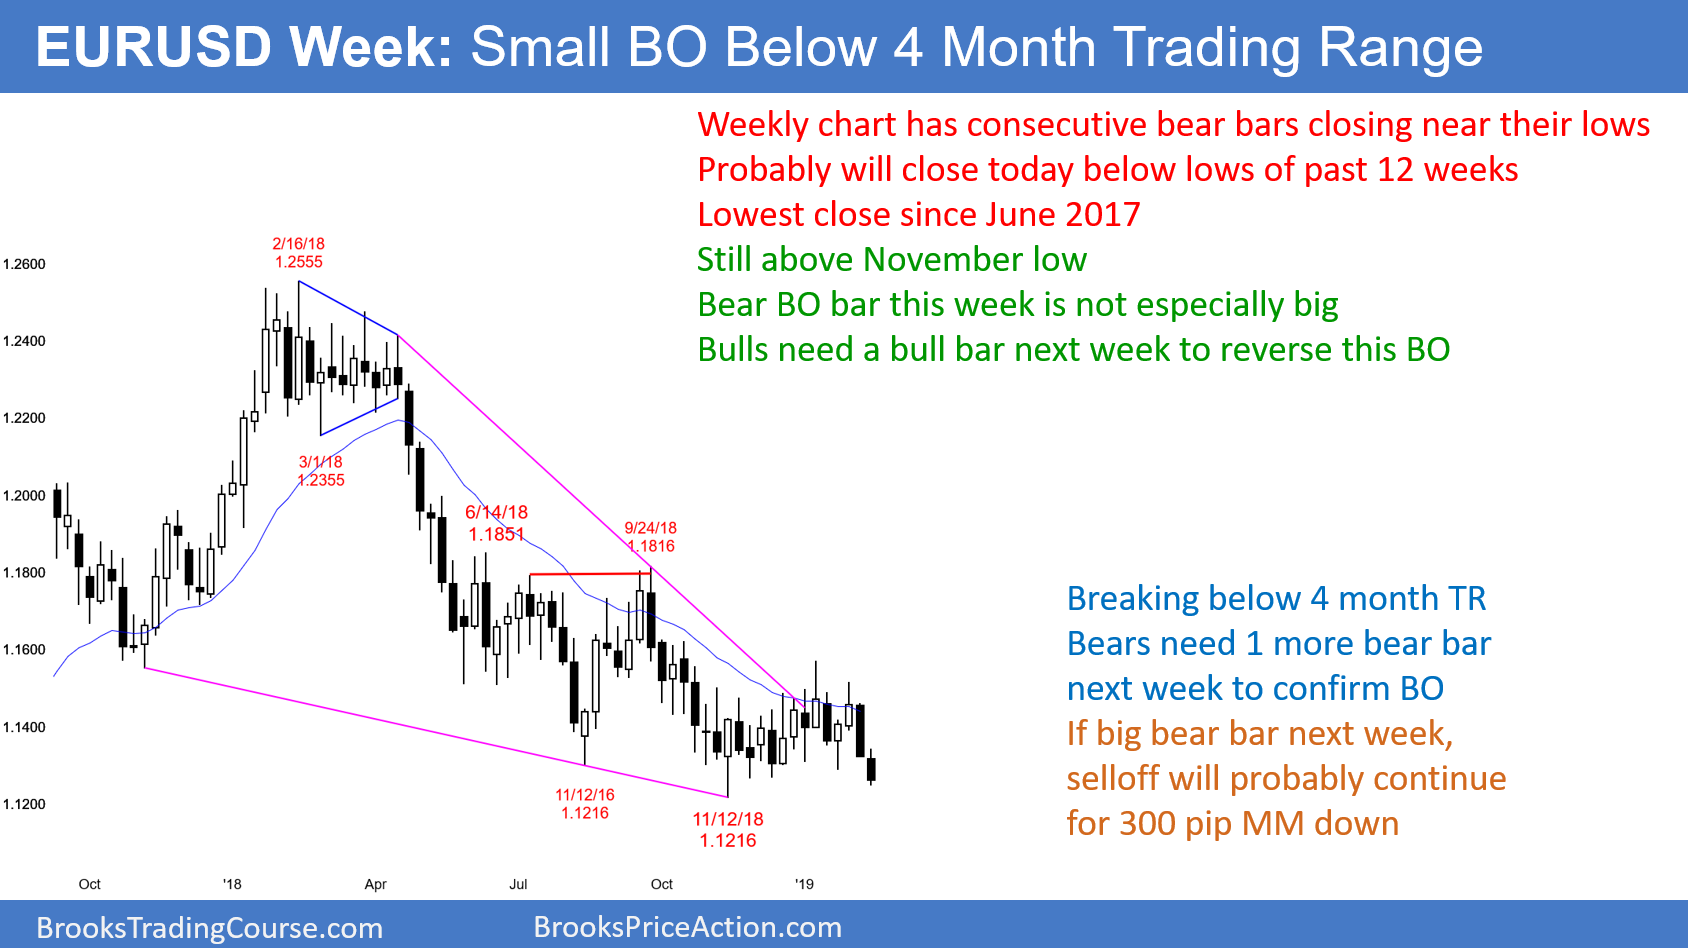 EURUSD Week: Small BO Below 4 Month Trading Range
Weekly chart has consecutive bear bars closing near their lows
Probably will close today below lows of past 12 weeks
Lowest close since June 2017
Still above November low
Bear BO bar this week is not especially big
Bulls need a bull bar next week to reverse this BO
2/16/18
1.2555
1.2600
1.2400
1.2200
3/1/18
1.2355
1.2000
6/14/18
1.1851
9/24/18
1.1816
1.1800
1.1600
1.1400
1.1200
11/12/16
1.1216
11/12/18
1.1216
Breaking below 4 month TR
Bears need 1 more bear bar
next week to confirm BO
If big bear bar next week,
selloff will probably continue
for 300 pip MM down
Oct '18 Apr Jul Oct '19
BrooksTradingCourse.com
BrooksPriceAction.com